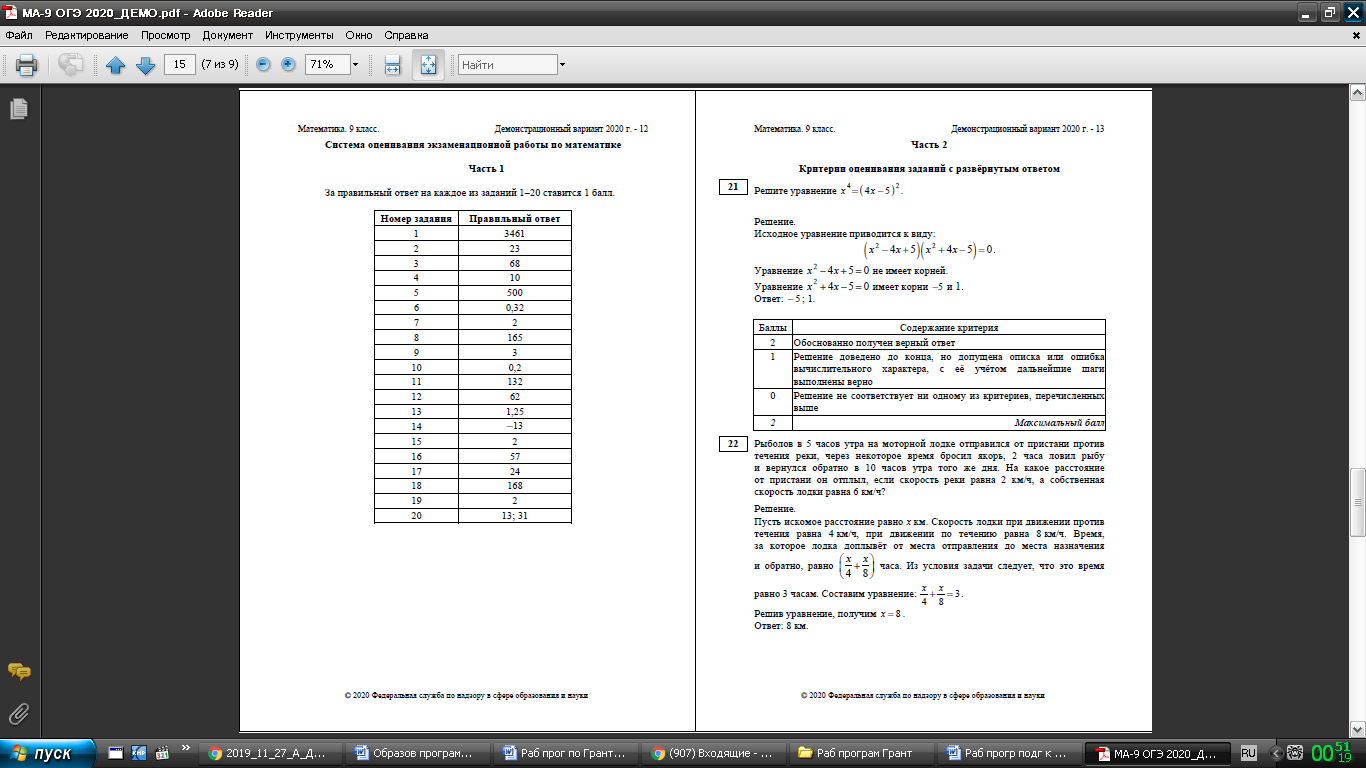 МА-9 ОГЭ 2020_ДЕМО.pdf - Adobe Reader
Файл Редактирование Просмотр Документ Инструменты Окно Справка
15 (7 из 9) 71% Найти
Математика. 9 класс. Демонстрационный вариант 2020 г. - 12
Система оценивания экзаменационной работы по математике
Часть 1
За правильный ответ на каждое из заданий 1–20 ставится 1 балл.
Номер задания Правильный ответ
1 3461
2 23
3 68
4 10
5 500
6 0,32
7 2
8 165
9 3
10 0,2
11 132
12 62
13 1,25
14 –13
15 2
16 57
17 24
18 168
19 2
20 13; 31
© 2020 Федеральная служба по надзору в сфере образования и науки
Математика. 9 класс. Демонстрационный вариант 2020 г. - 13
Часть 2
Критерии оценивания заданий с развёрнутым ответом
21 Решите уравнение x⁴=(4x−5)².
Решение.
Исходное уравнение приводится к виду:
(x²−4x+5)(x²+4x−5)=0.
Уравнение x²−4x+5=0 не имеет корней.
Уравнение x²+4x−5=0 имеет корни −5 и 1.
Ответ: −5; 1.
Баллы Содержание критерия
2 Обоснованно получен верный ответ
1 Решение доведено до конца, но допущена описка или ошибка
вычислительного характера, с её учётом дальнейшие шаги
выполнены верно
0 Решение не соответствует ни одному из критериев, перечисленных
выше
2 Максимальный балл
22 Рыболов в 5 часов утра на моторной лодке отправился от пристани против
течения реки, через некоторое время бросил якорь, 2 часа ловил рыбу
и вернулся обратно в 10 часов утра того же дня. На какое расстояние
от пристани он отплыл, если скорость реки равна 2 км/ч, а собственная
скорость лодки равна 6 км/ч?
Решение.
Пусть искомое расстояние равно x км. Скорость лодки при движении против
течения равна 4 км/ч, при движении по течению равна 8 км/ч. Время,
за которое лодка доплывёт от места отправления до места назначения
и обратно, равно (x/4+x/8) часа. Из условия задачи следует, что это время
равно 3 часам. Составим уравнение: x/4+x/8=3.
Решив уравнение, получим x=8.
Ответ: 8 км.
© 2020 Федеральная служба по надзору в сфере образования и науки
пуск » 2019_11_27_А_Д... Образов програм... Раб прог по Грант... (907) Входящие - ... Раб програм Грант Раб прогр подг к ... МА-9 ОГЭ 2020_Д... RU 00 51 19